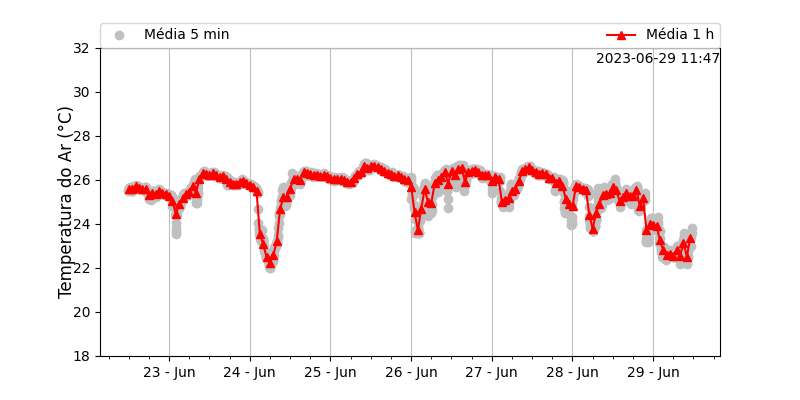 Média 5 min
Média 1 h
2023-06-29 11:47
Temperatura do Ar (°C)
32
30
28
26
24
22
20
18
23 - Jun
24 - Jun
25 - Jun
26 - Jun
27 - Jun
28 - Jun
29 - Jun